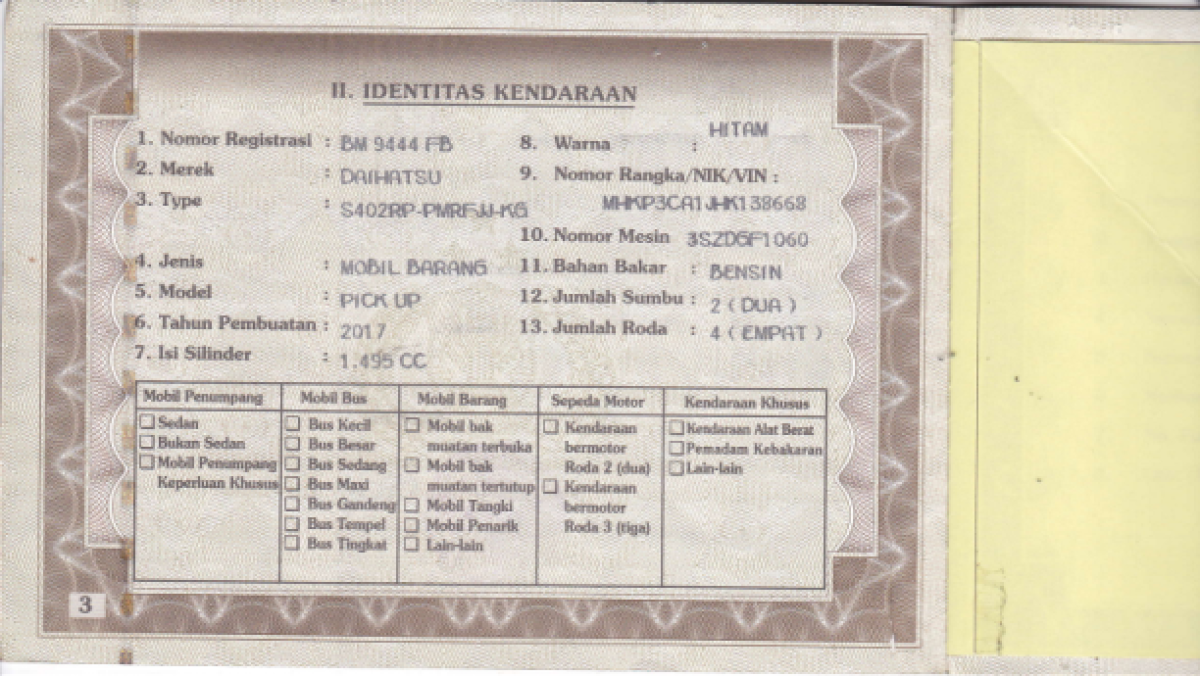 II. IDENTITAS KENDARAAN
1. Nomor Registrasi : BM 9444 FB
2. Merek : DAIHATSU
3. Type : S402RP-PMRFJJ-KG
4. Jenis : MOBIL BARANG
5. Model : PICK UP
6. Tahun Pembuatan : 2017
7. Isi Silinder : 1.495 CC
8. Warna : HITAM
9. Nomor Rangka/NIK/VIN :
MHKP3CA1JHK138668
10. Nomor Mesin 3SZDGF1060
11. Bahan Bakar : BENSIN
12. Jumlah Sumbu : 2 ( DUA )
13. Jumlah Roda : 4 ( EMPAT )
Mobil Penumpang
Sedan
Bukan Sedan
Mobil Penumpang
Keperluan Khusus
Mobil Bus
Bus Kecil
Bus Besar
Bus Sedang
Bus Maxi
Bus Gandeng
Bus Tempel
Bus Tingkat
Mobil Barang
Mobil bak
muatan terbuka
Mobil bak
muatan tertutup
Mobil Tangki
Mobil Penarik
Lain-lain
Sepeda Motor
Kendaraan
bermotor
Roda 2 (dua)
Kendaraan
bermotor
Roda 3 (tiga)
Kendaraan Khusus
Kendaraan Alat Berat
Pemadam Kebakaran
Lain-lain
3